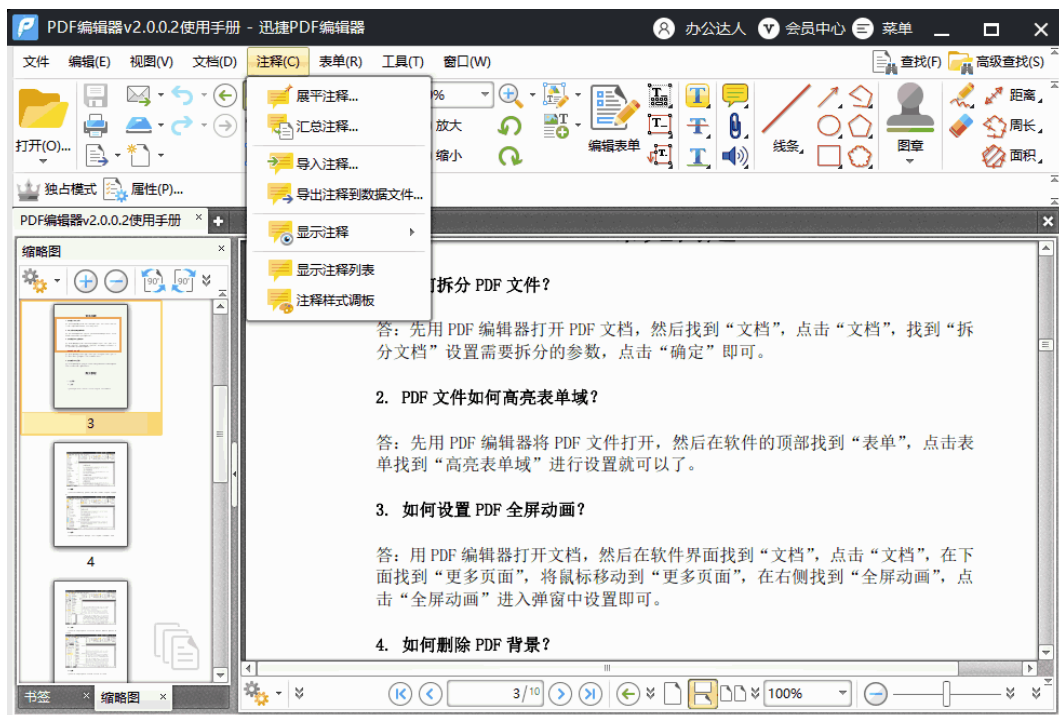 PDF编辑器v2.0.0.2使用手册 - 迅捷PDF编辑器
办公达人 会员中心 菜单
文件 编辑(E) 视图(V) 文档(D) 注释(C) 表单(R) 工具(T) 窗口(W) 查找(F) 高级查找(S)
打开(O)...
放大
缩小
编辑表单
线条
图章
距离
周长
面积
独占模式 属性(P)...
展平注释...
汇总注释...
导入注释...
导出注释到数据文件...
显示注释
显示注释列表
注释样式调板
PDF编辑器v2.0.0.2使用手册
缩略图
3
4
拆分 PDF 文件?
答:先用 PDF 编辑器打开 PDF 文档,然后找到“文档”,点击“文档”,找到“拆
分文档”设置需要拆分的参数,点击“确定”即可。
2. PDF 文件如何高亮表单域?
答:先用 PDF 编辑器将 PDF 文件打开,然后在软件的顶部找到“表单”,点击表
单找到“高亮表单域”进行设置就可以了。
3. 如何设置 PDF 全屏动画?
答:用 PDF 编辑器打开文档,然后在软件界面找到“文档”,点击“文档”,在下
面找到“更多页面”,将鼠标移动到“更多页面”,在右侧找到“全屏动画”,点
击“全屏动画”进入弹窗中设置即可。
4. 如何删除 PDF 背景?
书签 缩略图
3/10
100%